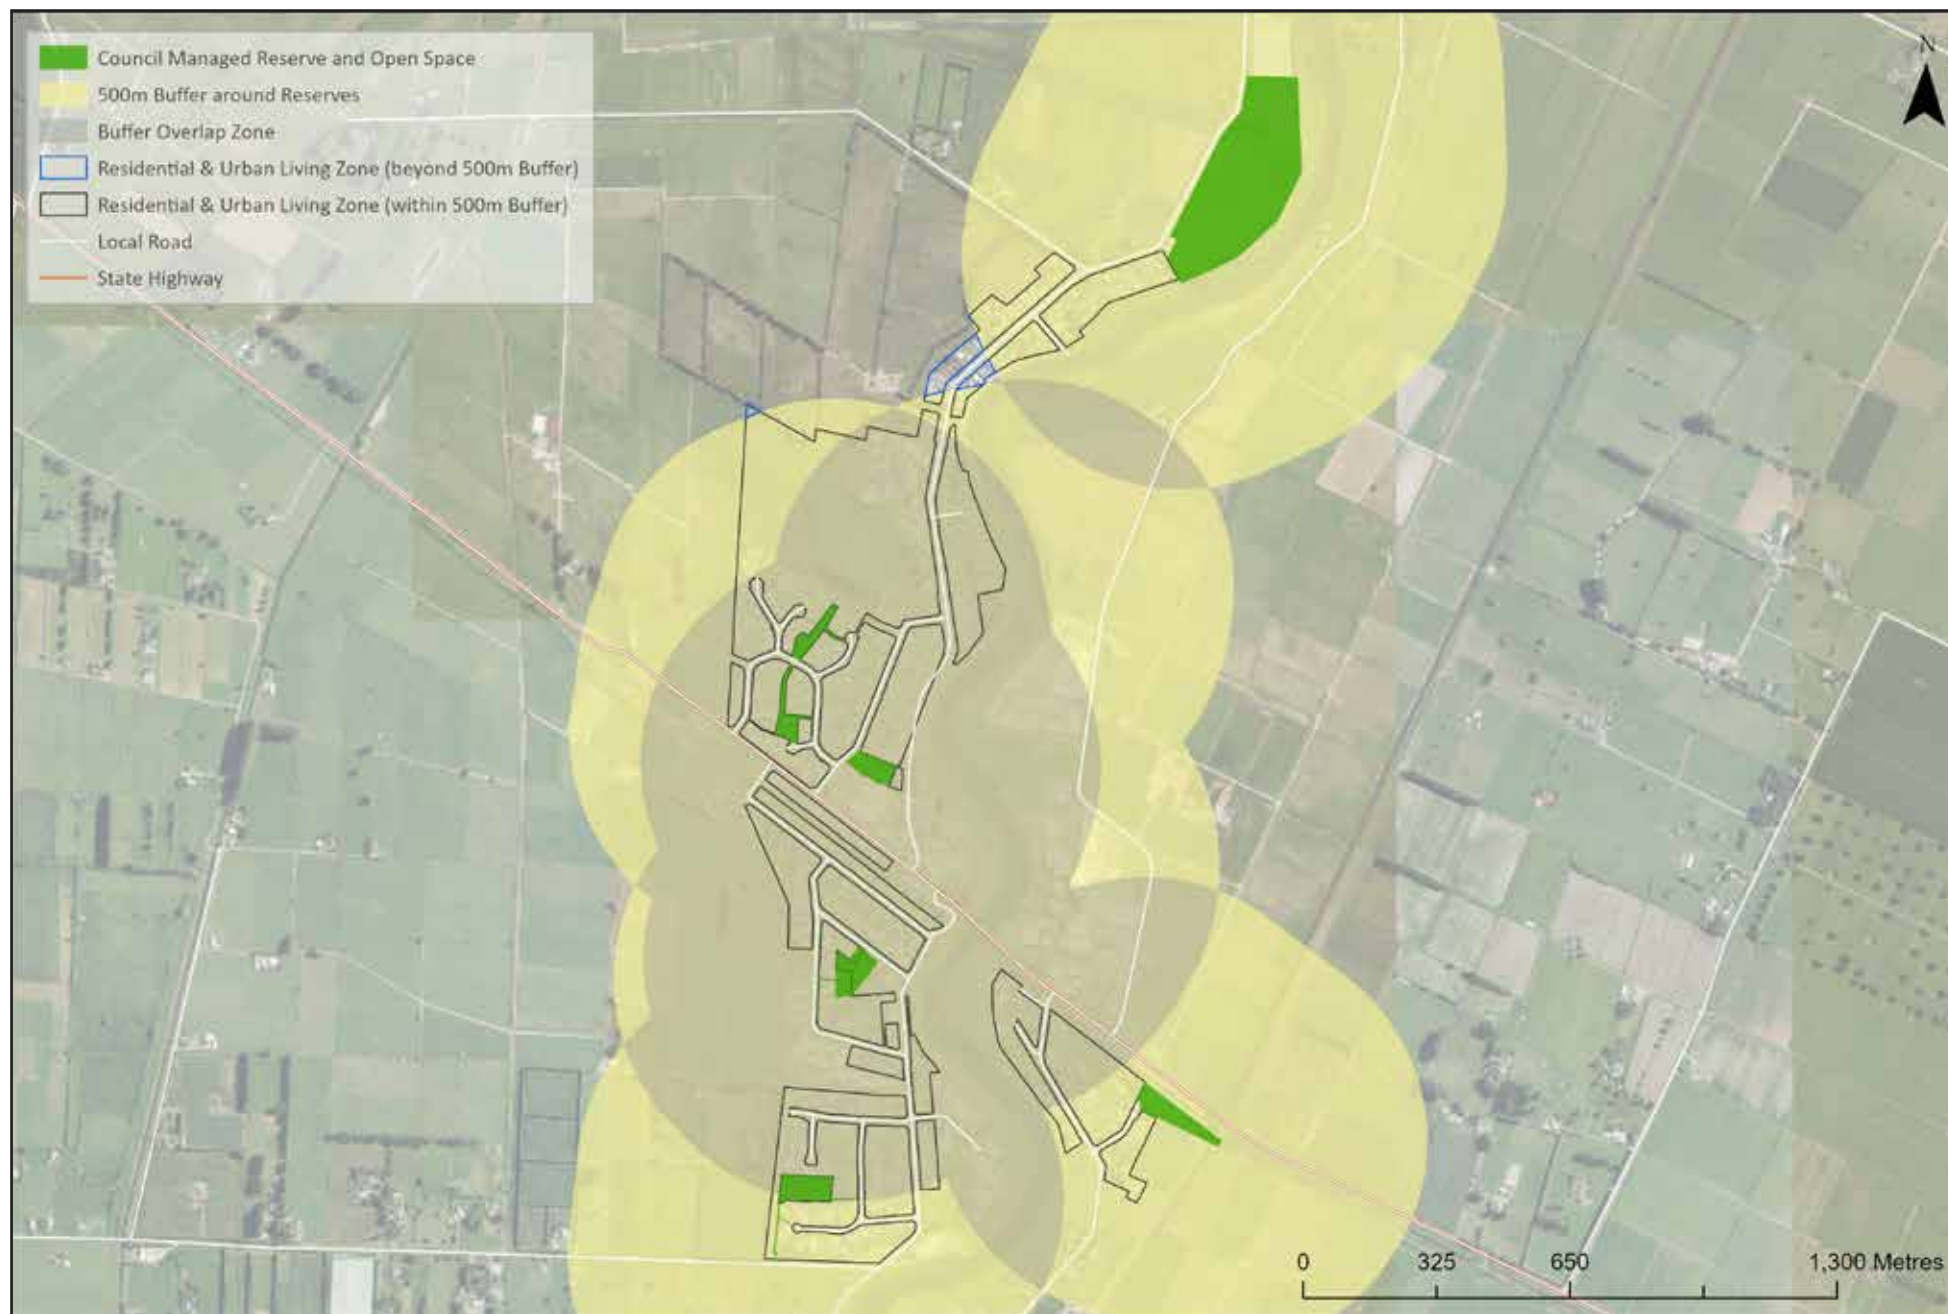 Council Managed Reserve and Open Space
500m Buffer around Reserves
Buffer Overlap Zone
Residential & Urban Living Zone (beyond 500m Buffer)
Residential & Urban Living Zone (within 500m Buffer)
Local Road
State Highway
N
0 325 650 1,300 Metres